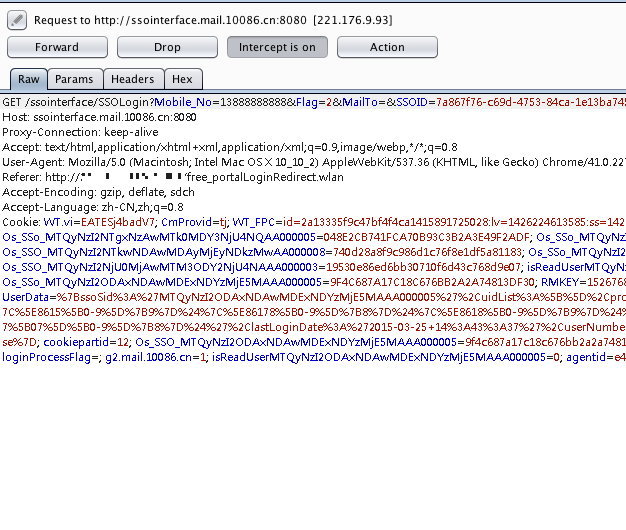 Request to http://ssointerface.mail.10086.cn:8080 [221.176.9.93]
Forward Drop Intercept is on Action
Raw Params Headers Hex
GET /ssointerface/SSOLogin?Mobile_No=13888888888&Flag=2&MailTo=&SSOID=7a867f76-c69d-4753-84ca-1e13ba745
Host: ssointerface.mail.10086.cn:8080
Proxy-Connection: keep-alive
Accept: text/html,application/xhtml+xml,application/xml;q=0.9,image/webp,*/*;q=0.8
User-Agent: Mozilla/5.0 (Macintosh; Intel Mac OS X 10_10_2) AppleWebKit/537.36 (KHTML, like Gecko) Chrome/41.0.227
Referer: http:/ free_portalLoginRedirect.wlan
Accept-Encoding: gzip, deflate, sdch
Accept-Language: zh-CN,zh;q=0.8
Cookie: WT.vi=EATESj4badV7; CmProvid=tj; WT_FPC=id=2a13335f9c47bf4f4ca1415891725028:lv=1426224613585:ss=142
Os_SSo_MTQyNzI2NTgxNzAwMTk0MDY3NjU4NQAA000005=048E2CB741FCA70B93C3B2A3E49F2ADF; Os_SSo_M
Os_SSo_MTQyNzI2NTkwNDAwMDAyMjEyNDkzMwAA000008=740d28a8f9c986d1c76f8e1df5a81183; Os_SSo_
Os_SSo_MTQyNzI2NjU0MjAwMTM3ODY2NjU4NAAA000003=19530e86ed6bb30710f6d43c768d9e07; isReadUserMTQyNz
Os_SSo_MTQyNzI2ODAxNDAwMDExNDYzMjE5MAAA000005=9F4C687A17C18C676BB2A2A74813DF30; RMKEY=1526768
UserData=%7BssoSid%3A%27MTQyNzI2ODAxNDAwMDExNDYzMjE5MAAA000005%27%2CuidList%3A%5B%5D%2Cpro
7C%5E8615%5B0-9%5D%7B9%7D%24%7C%5E86178%5B0-9%5D%7B8%7D%24%7C%5E8618%5B0-9%5D%7B
7%5B07%5D%5B0-9%5D%7B8%7D%24%27%2ClastLoginDate%3A%272015-03-25+14%3A43%3A37%27%2CuserNumbe
se%7D; cookiepartid=12; Os_SSO_MTQyNzI2ODAxNDAwMDExNDYzMjE5MAAA000005=9f4c687a17c18c676bb2a2a7481
loginProcessFlag=; g2.mail.10086.cn=1; isReadUserMTQyNzI2ODAxNDAwMDExNDYzMjE5MAAA000005=0; agentid=e4